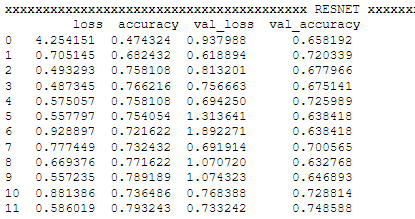 xxxxxxxxxxxxxxxxxxxxxxxxxxxxxxxxxxxxxxxxxxx RESNET xxxxxxx
loss accuracy val_loss val_accuracy
0 4.254151 0.474324 0.937988 0.658192
1 0.705145 0.682432 0.618894 0.720339
2 0.493293 0.758108 0.813201 0.677966
3 0.487345 0.766216 0.756663 0.675141
4 0.575057 0.758108 0.694250 0.725989
5 0.557797 0.754054 1.313641 0.638418
6 0.928897 0.721622 1.892271 0.638418
7 0.777449 0.732432 0.691914 0.700565
8 0.669376 0.771622 1.070720 0.632768
9 0.557235 0.789189 1.074323 0.646893
10 0.881386 0.736486 0.768388 0.728814
11 0.586019 0.793243 0.733242 0.748588